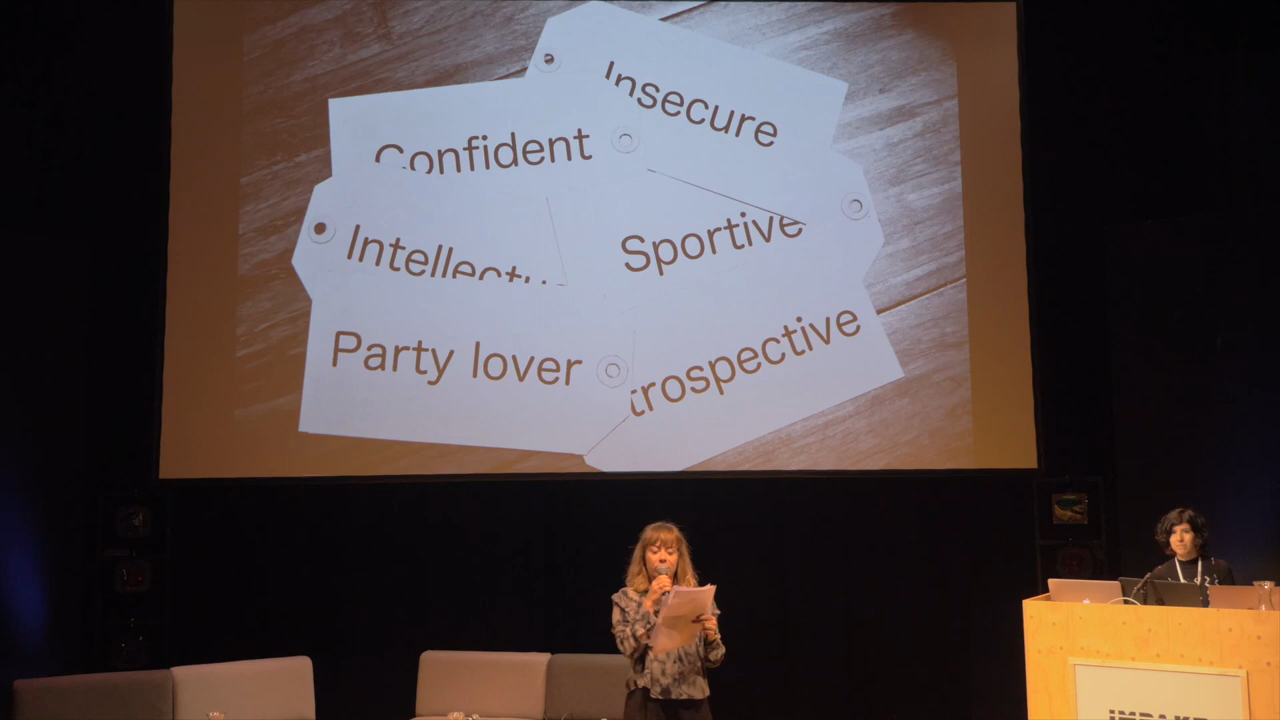 Insecure
Confident
Intellectu
Sportive
Party lover
trospective